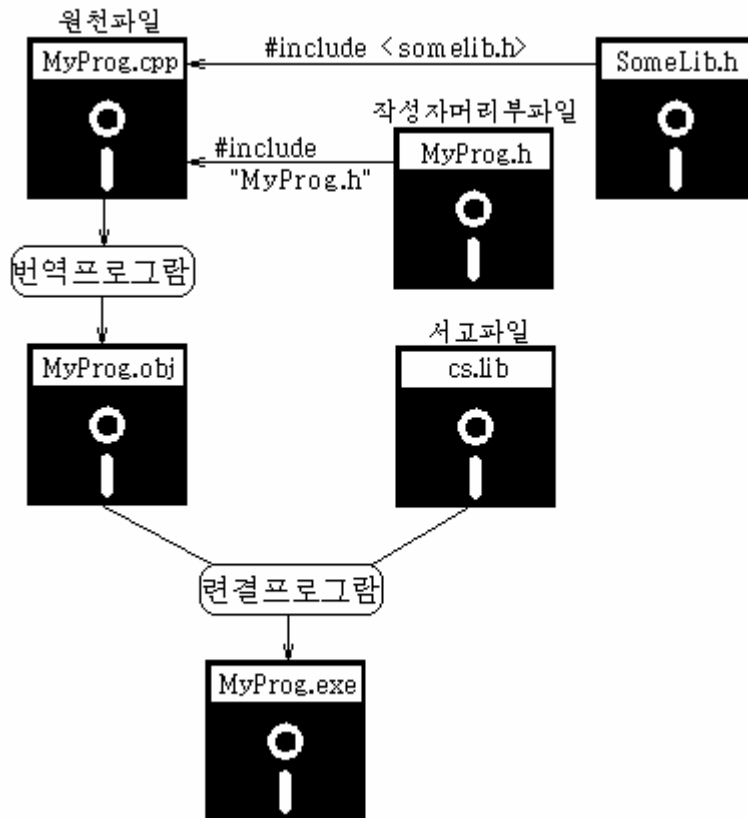 원천파일
MyProg.cpp
#include <somelib.h>
SomeLib.h
작성자머리부파일
#include
"MyProg.h"
MyProg.h
번역프로그람
서고파일
MyProg.obj
cs.lib
련결프로그람
MyProg.exe